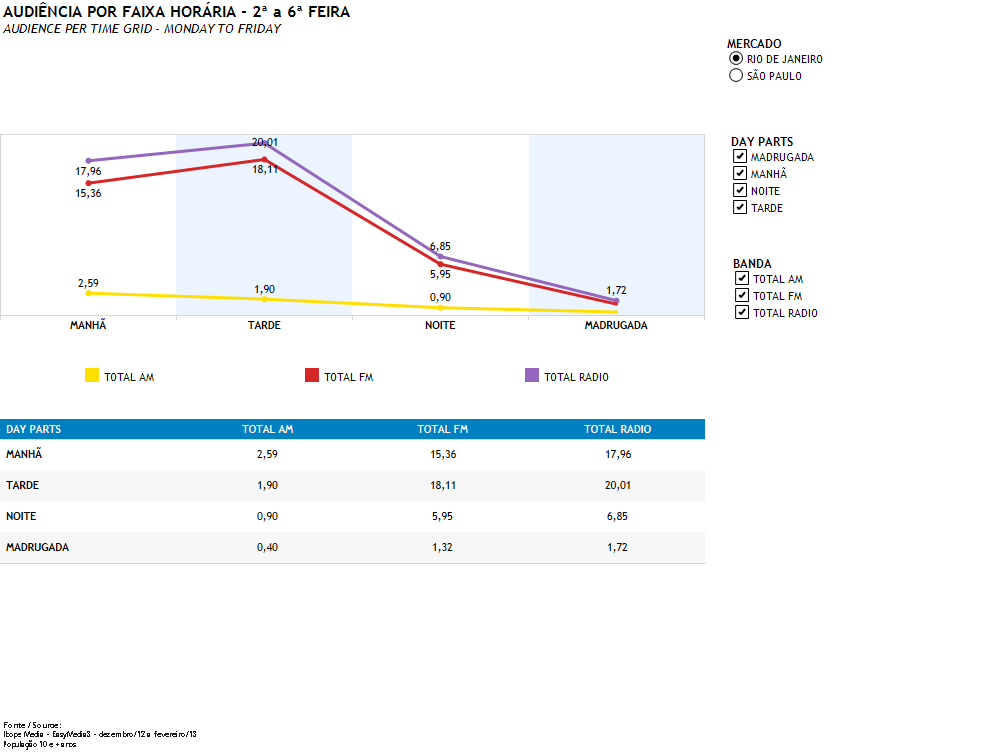 AUDIÊNCIA POR FAIXA HORÁRIA - 2ª a 6ª FEIRA
AUDIENCE PER TIME GRID - MONDAY TO FRIDAY
MERCADO
RIO DE JANEIRO
SÃO PAULO
20,01
17,96
18,11
15,36
6,85
5,95
2,59
1,90
0,90
1,72
MANHÃ TARDE NOITE MADRUGADA
DAY PARTS
MADRUGADA
MANHÃ
NOITE
TARDE
BANDA
TOTAL AM
TOTAL FM
TOTAL RADIO
TOTAL AM TOTAL FM TOTAL RADIO
DAY PARTS TOTAL AM TOTAL FM TOTAL RADIO
MANHÃ 2,59 15,36 17,96
TARDE 1,90 18,11 20,01
NOITE 0,90 5,95 6,85
MADRUGADA 0,40 1,32 1,72
Fonte / Source:
Ibope Media - EasyMedia3 - dezembro/12 a fevereiro/13
População 10 e + anos